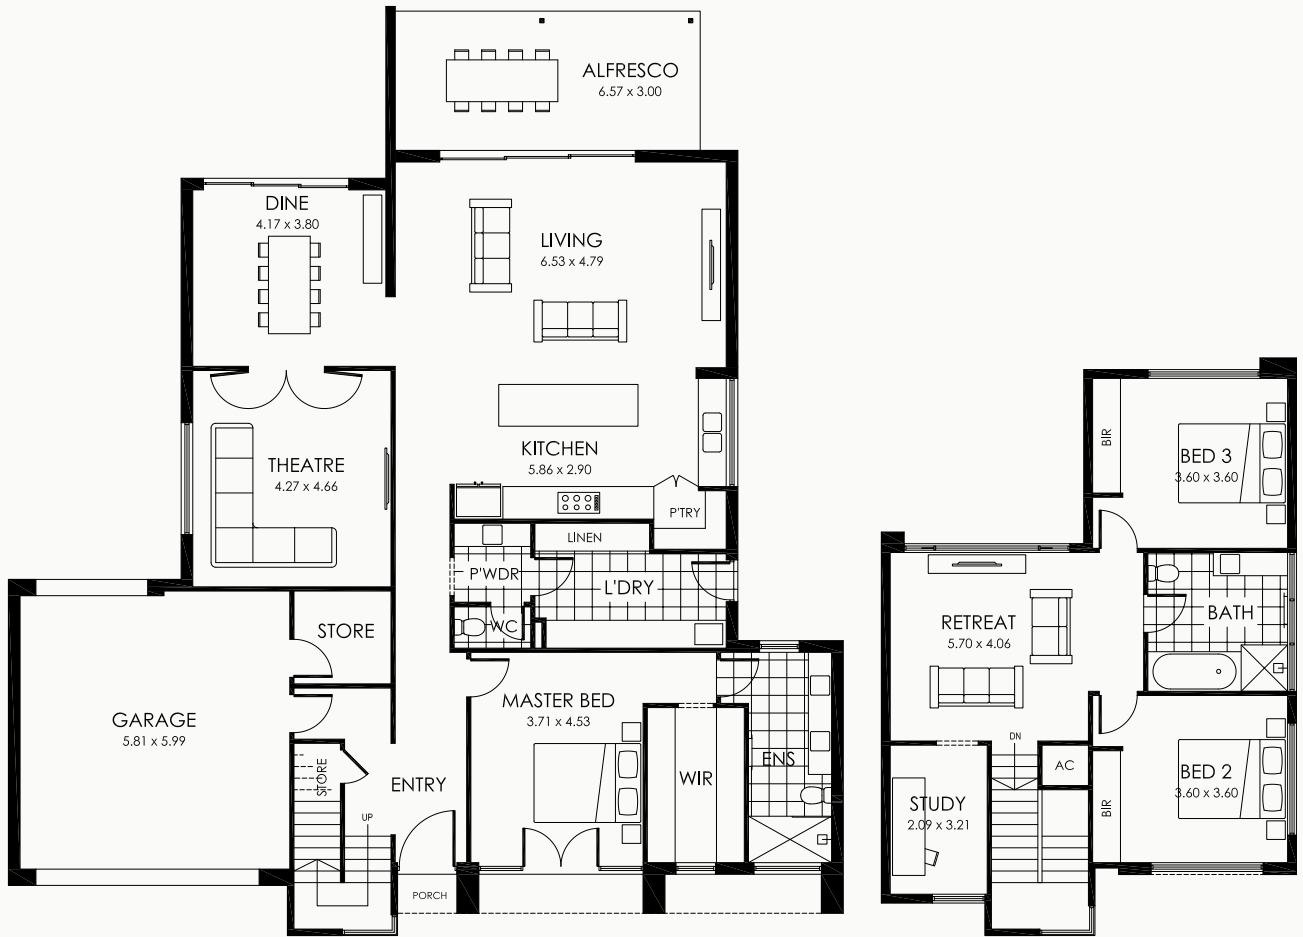 ALFRESCO
6.57 x 3.00
DINE
4.17 x 3.80
LIVING
6.53 x 4.79
THEATRE
4.27 x 4.66
KITCHEN
5.86 x 2.90
P'TRY
LINEN
P'WDR
L'DRY
WC
STORE
GARAGE
5.81 x 5.99
MASTER BED
3.71 x 4.53
STORE
ENTRY
UP
WIR
ENS
PORCH
BIR
BED 3
3.60 x 3.60
RETREAT
5.70 x 4.06
BATH
DN
AC
STUDY
2.09 x 3.21
BIR
BED 2
3.60 x 3.60